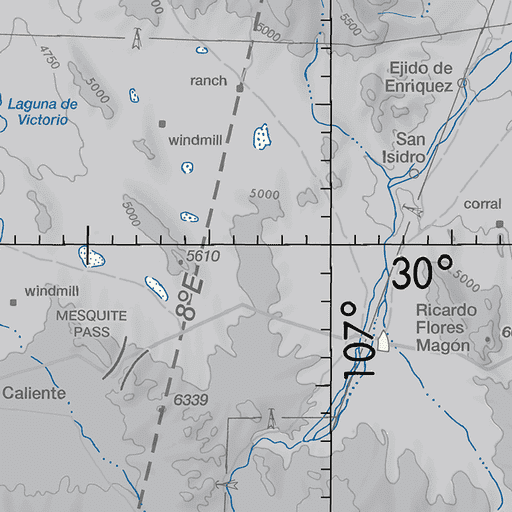 5000
5500
4750
5000
ranch
Ejido de
Enriquez
Laguna de
Victorio
windmill
San
Isidro
5000
5000
corral
5610
30°
8°E
5000
windmill
107°
MESQUITE
PASS
Ricardo
Flores
Magón
Caliente
6339